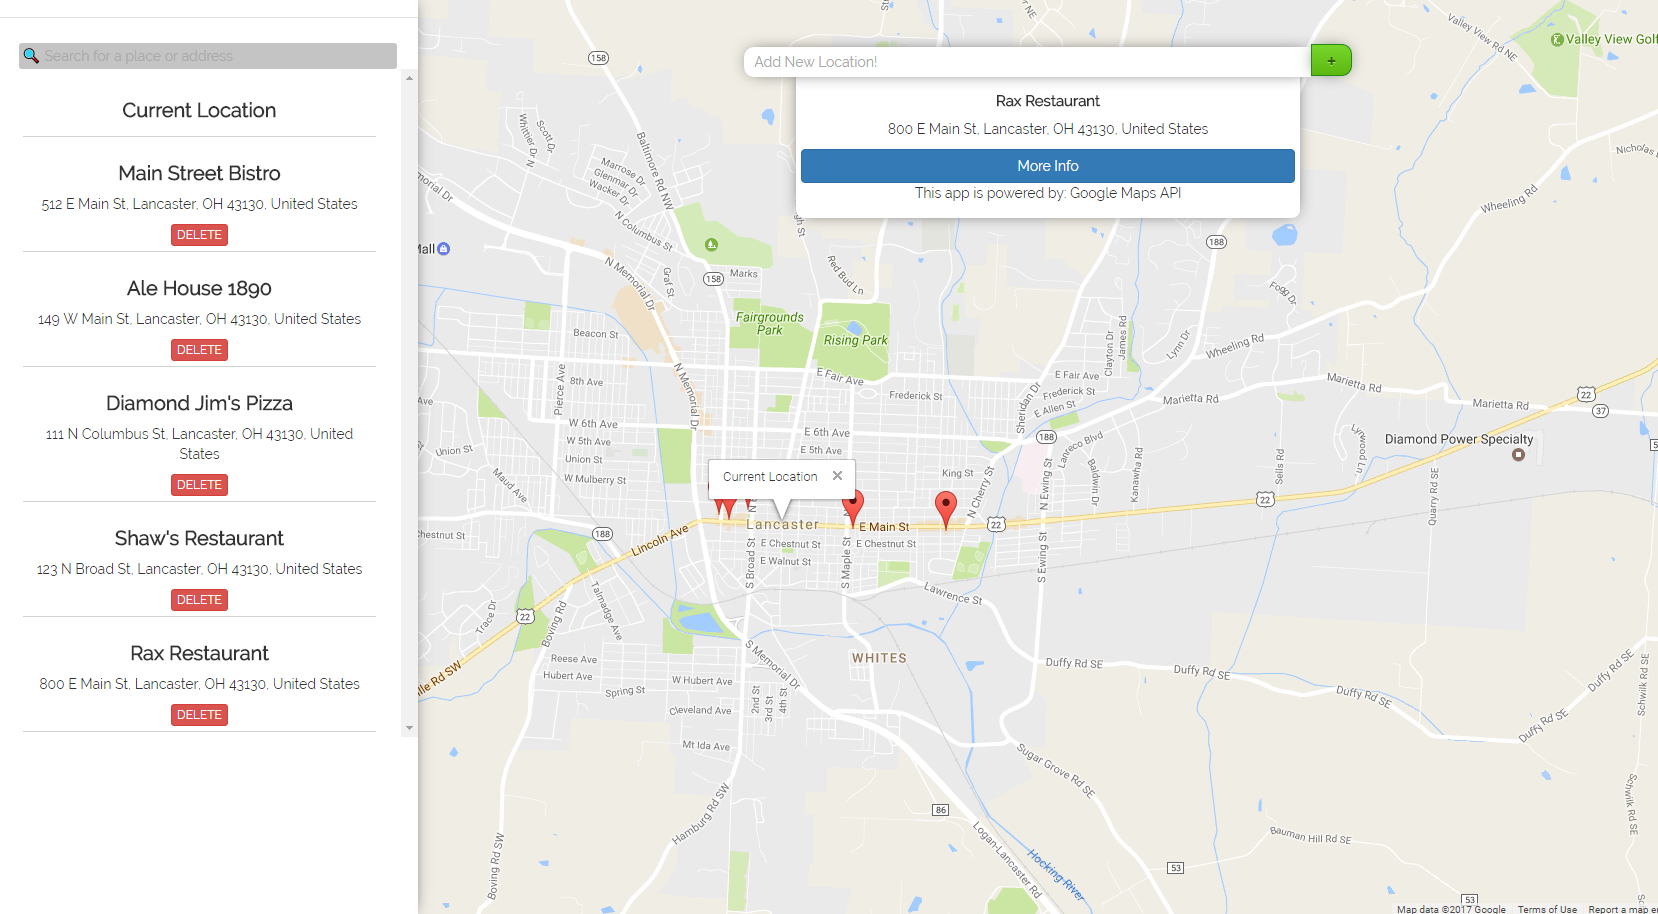 Search for a place or address
Current Location
Main Street Bistro
512 E Main St, Lancaster, OH 43130, United States
DELETE
Ale House 1890
149 W Main St, Lancaster, OH 43130, United States
DELETE
Diamond Jim's Pizza
111 N Columbus St, Lancaster, OH 43130, United
States
DELETE
Shaw's Restaurant
123 N Broad St, Lancaster, OH 43130, United States
DELETE
Rax Restaurant
800 E Main St, Lancaster, OH 43130, United States
DELETE
Add New Location!
+
Rax Restaurant
800 E Main St, Lancaster, OH 43130, United States
More Info
This app is powered by: Google Maps API
Valley View Rd NE
Valley View Golf
158
Whittier Dr N
Scott Dr
Baltimore Rd NW
Marrose Dr
Glenmar Dr
Wacker Dr
N Columbus St
Wheeling Rd
188
Mall
N Memorial Dr
Graf St
158
Marks
Red Bud Ln
Fogg Dr
Fairgrounds
Park
Rising Park
Beacon St
Clayton Dr
James Rd
Lynn Dr
Wheeling Rd
8th Ave
Pierce Ave
N Memorial Dr
E Fair Ave
E Fair Ave
Frederick St
Frederick St
Sheridan Dr
E Allen St
Marietta Rd
Marietta Rd
Marietta Rd
22
37
W 6th Ave
E 6th Ave
W 5th Ave
E 5th Ave
188
Lanreco Blvd
Lynwood Ln
Diamond Power Specialty
Union St
Union St
Maud Ave
W Mulberry St
King St
N Cherry St
N Ewing St
Baldwin Dr
Kanawha Rd
Sells Rd
Quarry Rd SE
Current Location
22
22
Lancaster
E Main St
Chestnut St
188
Lincoln Ave
E Chestnut St
E Chestnut St
E Walnut St
S Broad St
S Maple St
S Ewing St
Lawrence St
Trace Dr
22
Boving Rd
Talmadge Ave
WHITES
Reese Ave
Hubert Ave
W Hubert Ave
S Memorial Dr
Spring St
2nd St
3rd St
4th St
Cleveland Ave
Mt Ida Ave
Duffy Rd SE
Duffy Rd SE
Duffy Rd SE
Duffy Rd SE
Duffy Rd SE
Schwilk Rd SE
Sugar Grove Rd SE
Hamburg Rd SW
Boving Rd SW
86
Logan-Lancaster Rd
Hocking River
Bauman Hill Rd SE
53
53
Schwilk Rd SE
Map data ©2017 Google
Terms of Use
Report a map